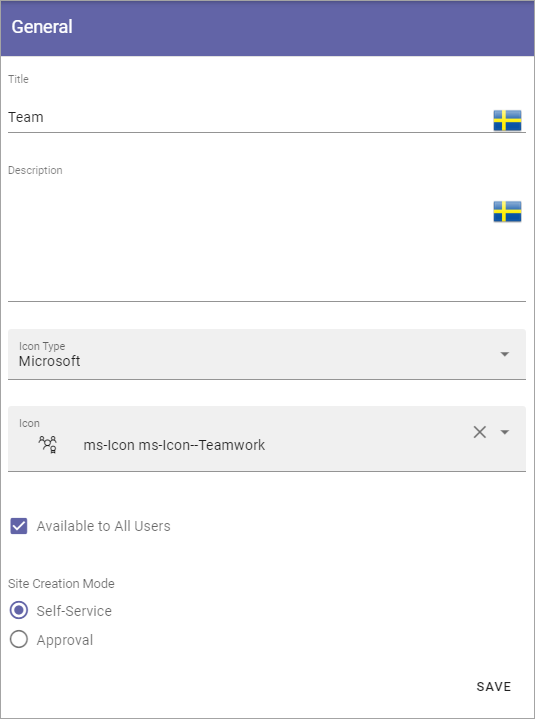 General
Title
Team
Description
Icon Type
Microsoft
Icon
ms-Icon ms-Icon--Teamwork
Available to All Users
Site Creation Mode
Self-Service
Approval
SAVE